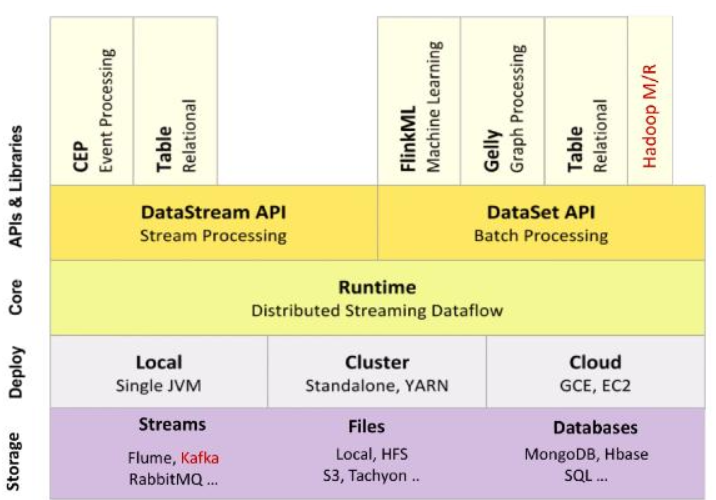 APIs & Libraries
CEP
Event Processing
Table
Relational
FlinkML
Machine Learning
Gelly
Graph Processing
Table
Relational
Hadoop M/R
DataStream API
Stream Processing
DataSet API
Batch Processing
Core
Runtime
Distributed Streaming Dataflow
Deploy
Local
Single JVM
Cluster
Standalone, YARN
Cloud
GCE, EC2
Storage
Streams
Flume, Kafka
RabbitMQ ...
Files
Local, HFS
S3, Tachyon ..
Databases
MongoDB, Hbase
SQL ...